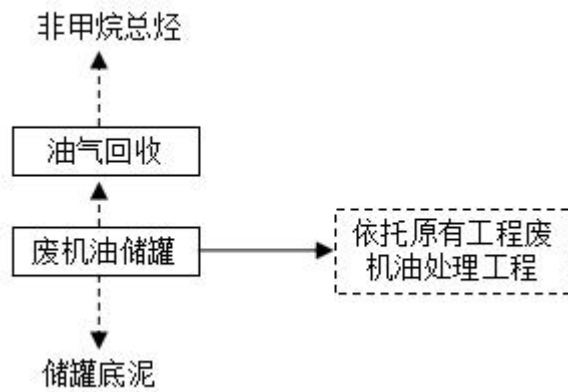 非甲烷总烃
油气回收
废机油储罐
依托原有工程废
机油处理工程
储罐底泥